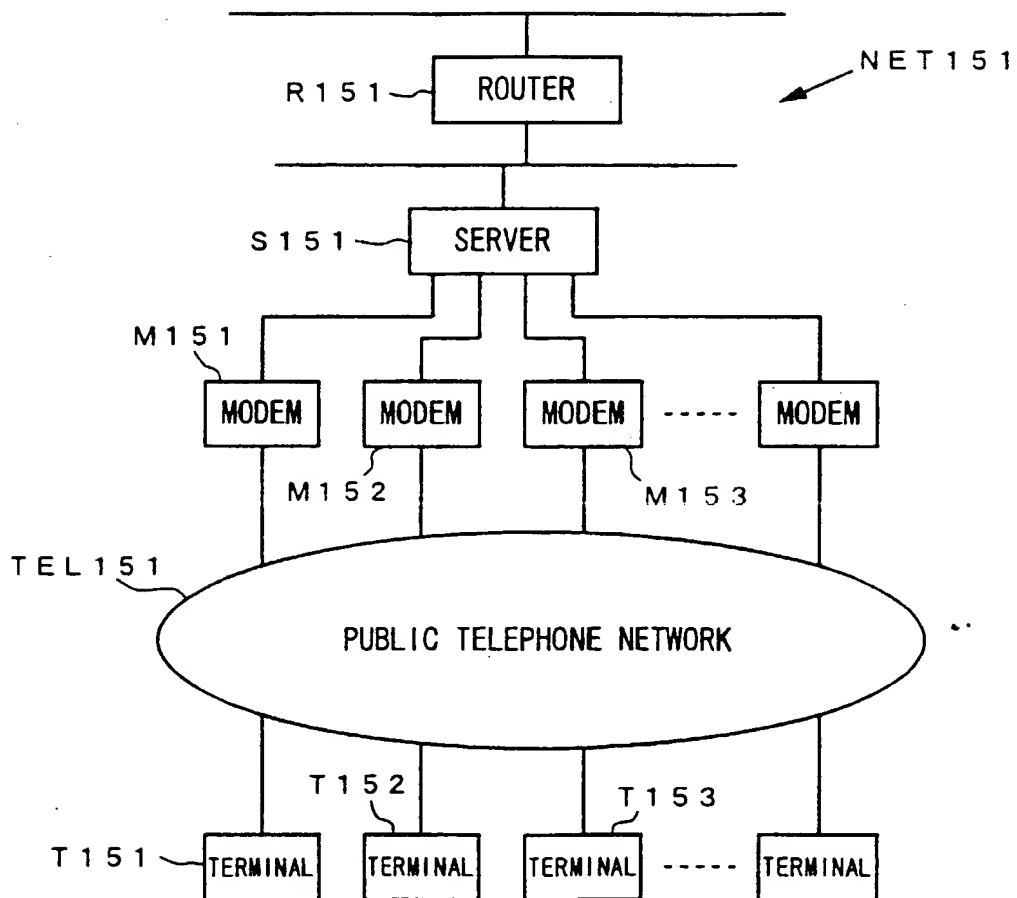 NET151
R151
ROUTER
S151
SERVER
M151
MODEM
MODEM
MODEM
MODEM
M152
M153
TEL151
PUBLIC TELEPHONE NETWORK
T152
T153
T151
TERMINAL
TERMINAL
TERMINAL
TERMINAL